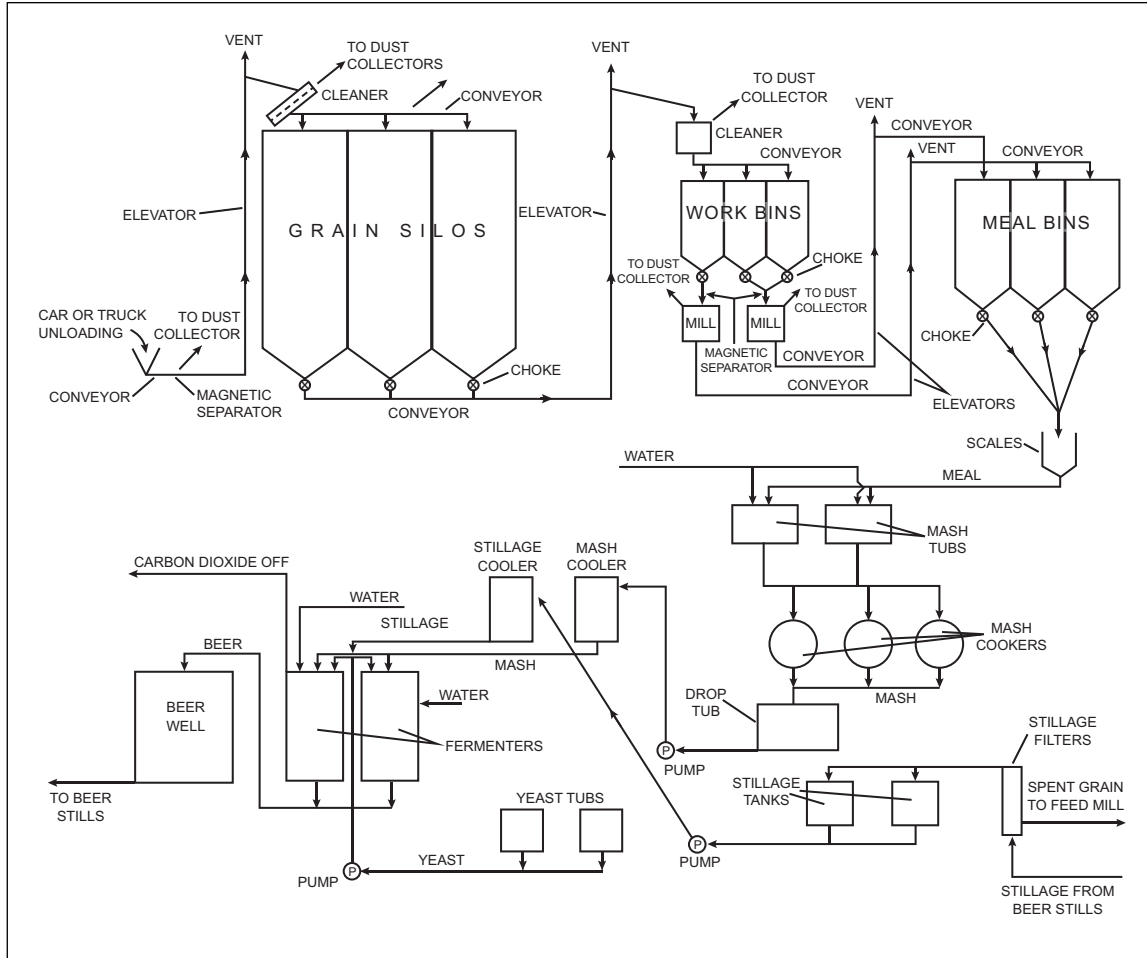 VENT
TO DUST
COLLECTORS
CLEANER
CONVEYOR
ELEVATOR
GRAIN SILOS
CAR OR TRUCK
UNLOADING
TO DUST
COLLECTOR
CONVEYOR
MAGNETIC
SEPARATOR
CHOKE
CONVEYOR
VENT
ELEVATOR
TO DUST
COLLECTOR
CLEANER
CONVEYOR
WORK BINS
CHOKE
TO DUST
COLLECTOR
MILL
MILL
TO DUST
COLLECTOR
MAGNETIC
SEPARATOR
CONVEYOR
CONVEYOR
VENT
CONVEYOR
VENT
CONVEYOR
MEAL BINS
CHOKE
ELEVATORS
SCALES
WATER
MEAL
MASH
TUBS
MASH
COOKERS
MASH
DROP
TUB
P
PUMP
STILLAGE
COOLER
MASH
COOLER
CARBON DIOXIDE OFF
WATER
STILLAGE
BEER
MASH
WATER
BEER
WELL
FERMENTERS
TO BEER
STILLS
YEAST TUBS
P
PUMP
YEAST
STILLAGE
TANKS
P
PUMP
STILLAGE
FILTERS
SPENT GRAIN
TO FEED MILL
STILLAGE FROM
BEER STILLS